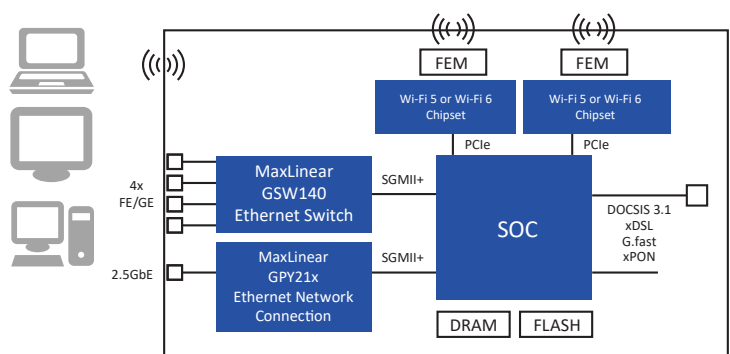 FEM
FEM
Wi-Fi 5 or Wi-Fi 6
Chipset
Wi-Fi 5 or Wi-Fi 6
Chipset
PCIe
PCIe
4x
FE/GE
MaxLinear
GSW140
Ethernet Switch
SGMII+
SOC
DOCSIS 3.1
xDSL
G.fast
xPON
2.5GbE
MaxLinear
GPY21x
Ethernet Network
Connection
SGMII+
DRAM
FLASH